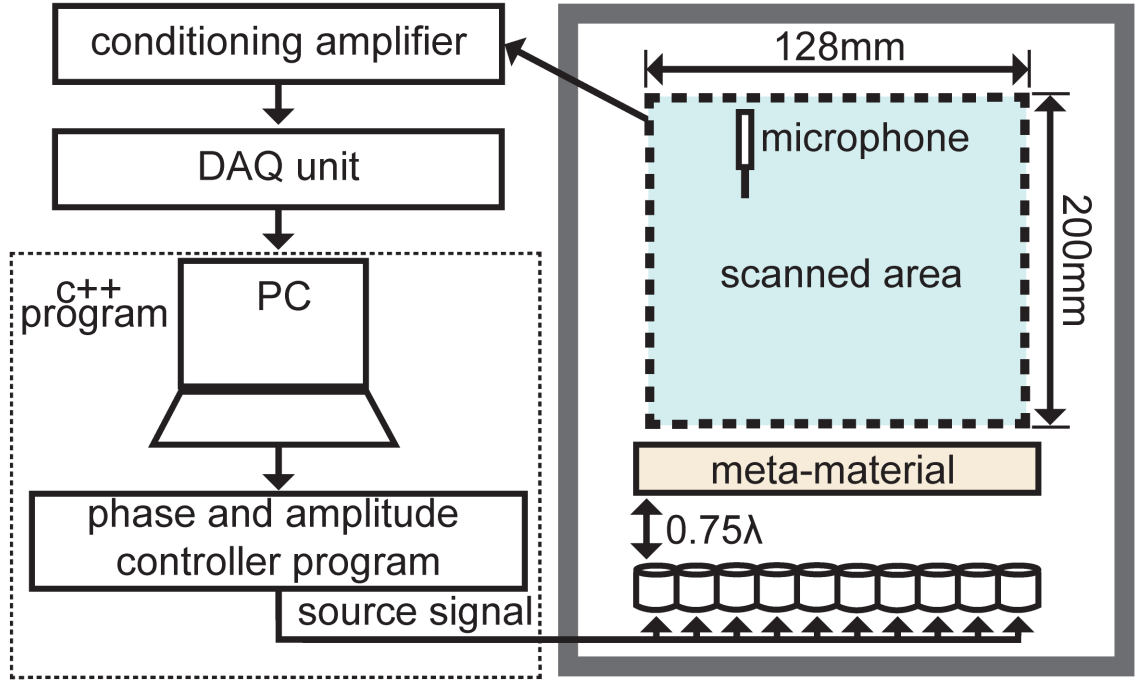 conditioning amplifier
DAQ unit
c++
program
PC
phase and amplitude
controller program
source signal
128mm
microphone
200mm
scanned area
meta-material
0.75λ